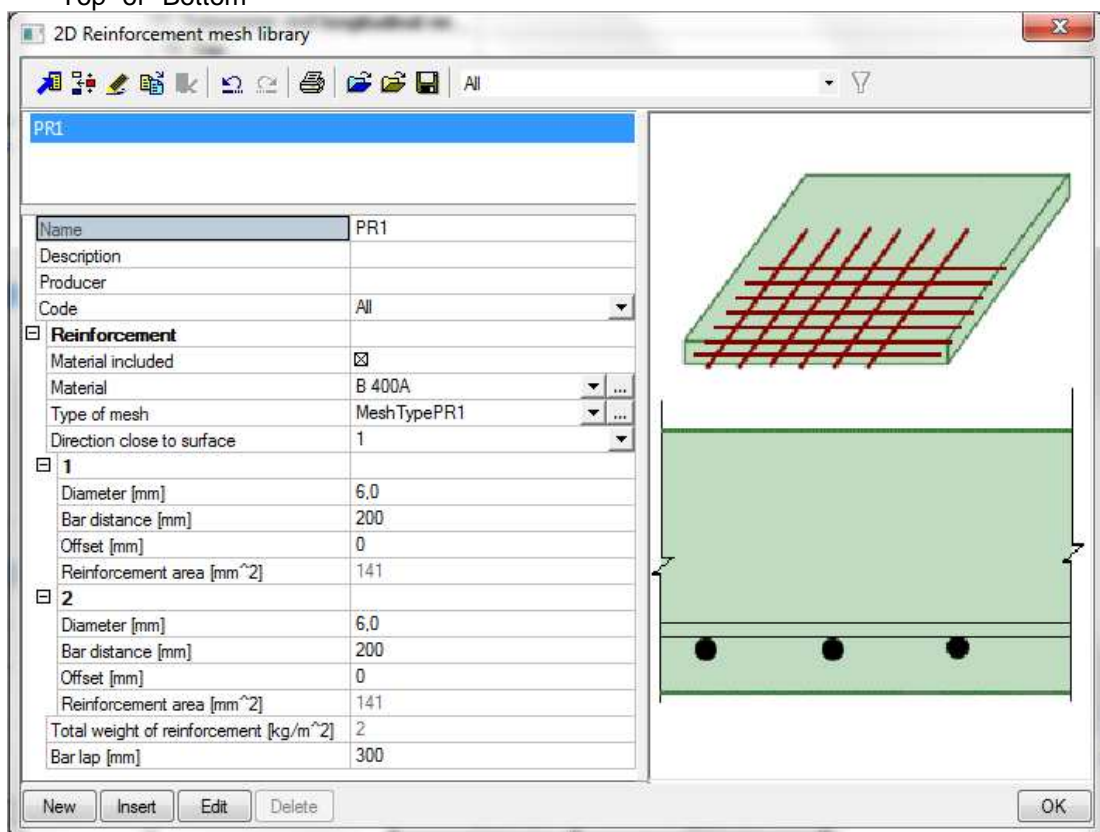 Top or Bottom
2D Reinforcement mesh library
All
PR1
Name PR1
Description
Producer
Code All
Reinforcement
Material included
Material B 400A ...
Type of mesh MeshTypePR1 ...
Direction close to surface 1
1
Diameter [mm] 6,0
Bar distance [mm] 200
Offset [mm] 0
Reinforcement area [mm^2] 141
2
Diameter [mm] 6,0
Bar distance [mm] 200
Offset [mm] 0
Reinforcement area [mm^2] 141
Total weight of reinforcement [kg/m^2] 2
Bar lap [mm] 300
New Insert Edit Delete OK